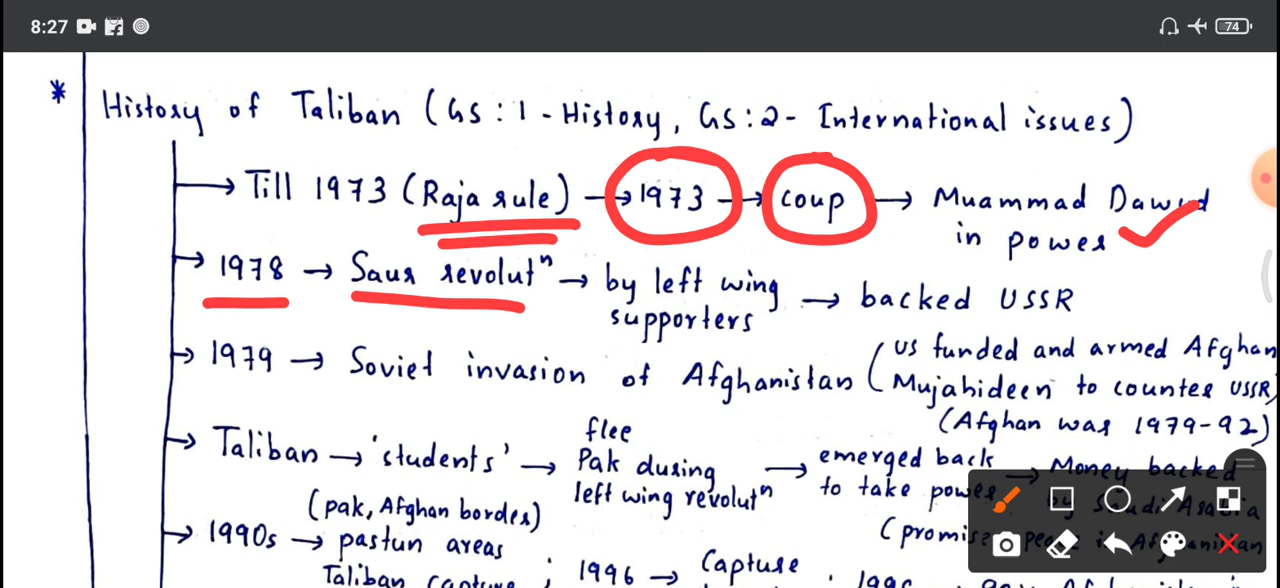 8:27
74
* History of Taliban (GS:1 - History, GS:2 - International issues)
→ Till 1973 (Raja rule) → 1973 → coup → Muammad Dawud
in power
→ 1978 → Saur revolutⁿ → by left wing → backed USSR
supporters
→ 1979 → Soviet invasion of Afghanistan (US funded and armed Afghan
Mujahideen to counter USSR)
(Afghan war 1979-92)
→ Taliban → 'students' → flee
Pak during → emerged back → Money backed
left wing revolutⁿ to take power
(pak, Afghan border)
→ 1990s → pastun areas
Taliban capture ; 1996 → Capture